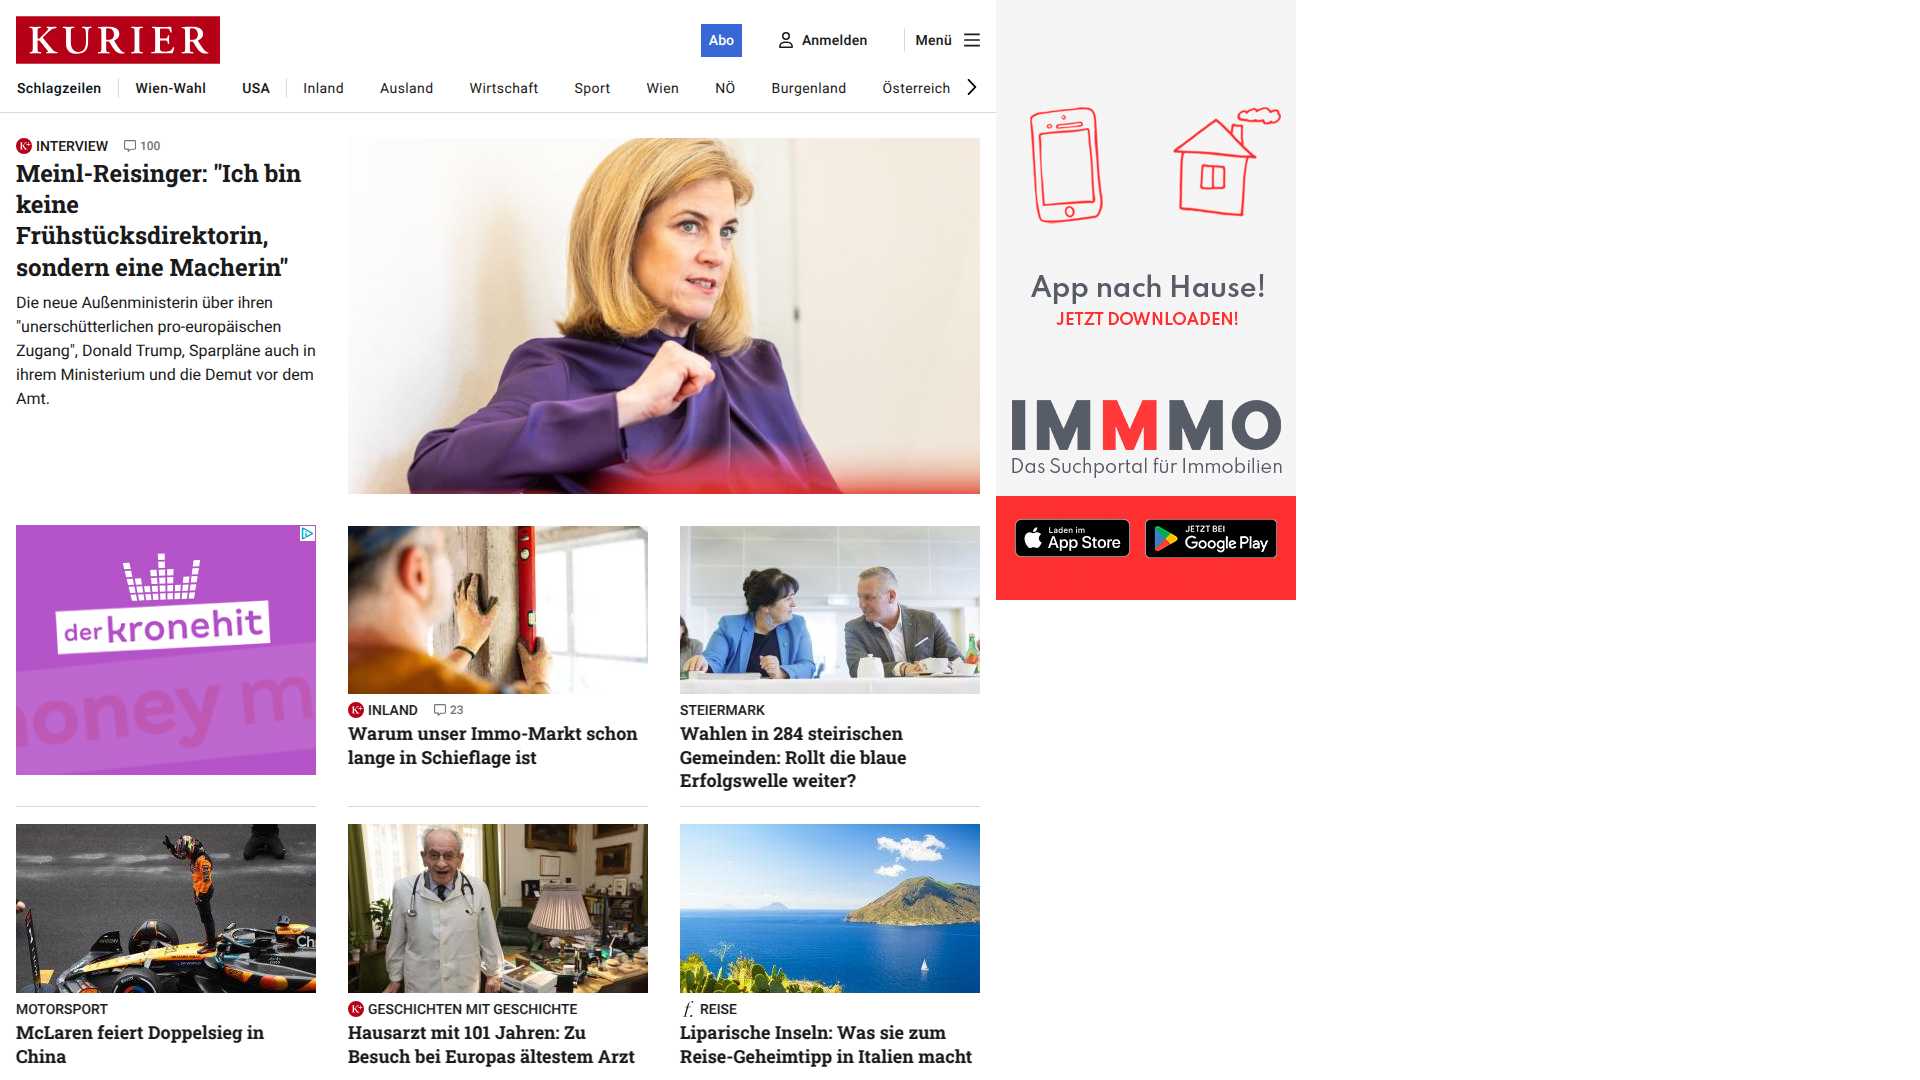 KURIER
Abo
Anmelden
Menü
Schlagzeilen
Wien-Wahl
USA
Inland
Ausland
Wirtschaft
Sport
Wien
NÖ
Burgenland
Österreich
INTERVIEW
100
Meinl-Reisinger: "Ich bin
keine
Frühstücksdirektorin,
sondern eine Macherin"
Die neue Außenministerin über ihren
"unerschütterlichen pro-europäischen
Zugang", Donald Trump, Sparpläne auch in
ihrem Ministerium und die Demut vor dem
Amt.
App nach Hause!
JETZT DOWNLOADEN!
IMMMO
Das Suchportal für Immobilien
Laden im
App Store
JETZT BEI
Google Play
der kronehit
money m
INLAND
23
Warum unser Immo-Markt schon
lange in Schieflage ist
STEIERMARK
Wahlen in 284 steirischen
Gemeinden: Rollt die blaue
Erfolgswelle weiter?
MOTORSPORT
McLaren feiert Doppelsieg in
China
GESCHICHTEN MIT GESCHICHTE
Hausarzt mit 101 Jahren: Zu
Besuch bei Europas ältestem Arzt
f.
REISE
Liparische Inseln: Was sie zum
Reise-Geheimtipp in Italien macht